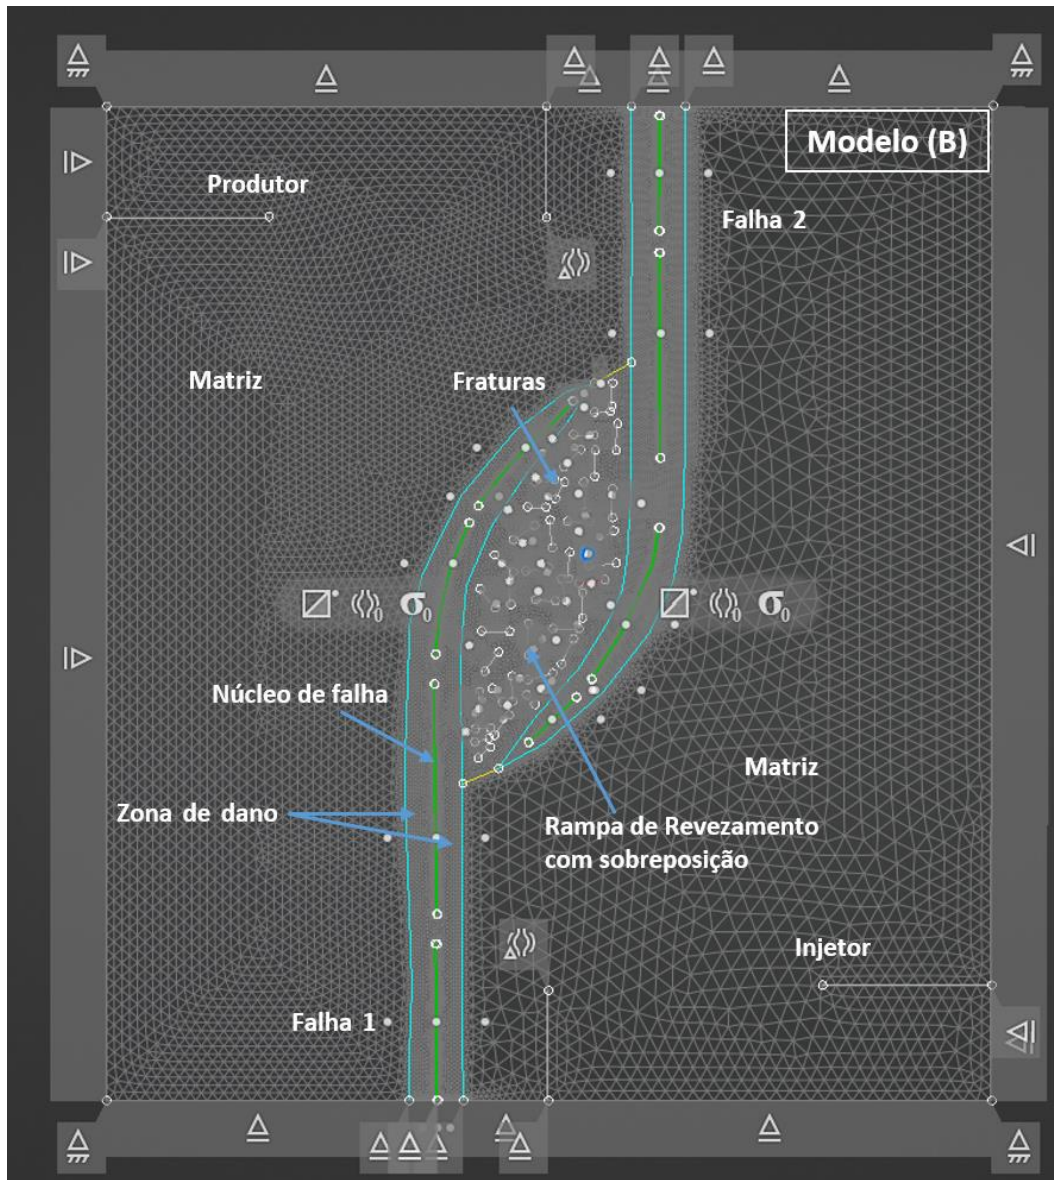 Modelo (B)
Produtor
Falha 2
Matriz
Fraturas
σ₀
σ₀
Núcleo de falha
Matriz
Zona de dano
Rampa de Revezamento
com sobreposição
Injetor
Falha 1